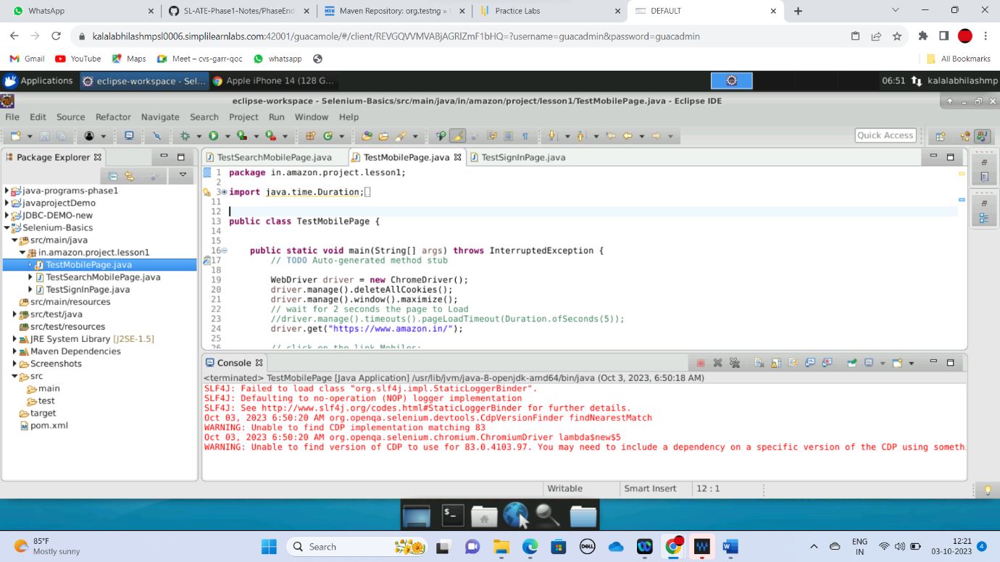 WhatsApp
SL-ATE-Phase1-Notes/PhaseEnd
Maven Repository: org.testng » t
Practice Labs
DEFAULT
kalalabhilashmpsl0006.simplilearnlabs.com:42001/guacamole/#/client/REVGQVVMVABjAGRlZmF1bHQ=?username=guacadmin&password=guacadmin
Gmail
YouTube
Maps
Meet – cvs-garr-qoc
whatsapp
All Bookmarks
Applications
eclipse-workspace - Sel...
Apple iPhone 14 (128 G...
06:51
kalalabhilashmp
eclipse-workspace - Selenium-Basics/src/main/java/in/amazon/project/lesson1/TestMobilePage.java - Eclipse IDE
File Edit Source Refactor Navigate Search Project Run Window Help
Quick Access
Package Explorer
java-programs-phase1
javaprojectDemo
JDBC-DEMO-new
Selenium-Basics
src/main/java
in.amazon.project.lesson1
TestMobilePage.java
TestSearchMobilePage.java
TestSignInPage.java
src/main/resources
src/test/java
src/test/resources
JRE System Library [J2SE-1.5]
Maven Dependencies
Screenshots
src
main
test
target
pom.xml
TestSearchMobilePage.java
TestMobilePage.java
TestSignInPage.java
1 package in.amazon.project.lesson1;
2
3 import java.time.Duration;
11
12
13 public class TestMobilePage {
14
15
16 public static void main(String[] args) throws InterruptedException {
17 // TODO Auto-generated method stub
18
19 WebDriver driver = new ChromeDriver();
20 driver.manage().deleteAllCookies();
21 driver.manage().window().maximize();
22 // wait for 2 seconds the page to Load
23 //driver.manage().timeouts().pageLoadTimeout(Duration.ofSeconds(5));
24 driver.get("https://www.amazon.in/");
25
26 // click on the link Mobiles;
Console
<terminated> TestMobilePage [Java Application] /usr/lib/jvm/java-8-openjdk-amd64/bin/java (Oct 3, 2023, 6:50:18 AM)
SLF4J: Failed to load class "org.slf4j.impl.StaticLoggerBinder".
SLF4J: Defaulting to no-operation (NOP) logger implementation
SLF4J: See http://www.slf4j.org/codes.html#StaticLoggerBinder for further details.
Oct 03, 2023 6:50:20 AM org.openqa.selenium.devtools.CdpVersionFinder findNearestMatch
WARNING: Unable to find CDP implementation matching 83
Oct 03, 2023 6:50:20 AM org.openqa.selenium.chromium.ChromiumDriver lambda$new$5
WARNING: Unable to find version of CDP to use for 83.0.4103.97. You may need to include a dependency on a specific version of the CDP using somethi
Writable
Smart Insert
12 : 1
85°F
Mostly sunny
Search
DELL
ENG
IN
12:21
03-10-2023
4